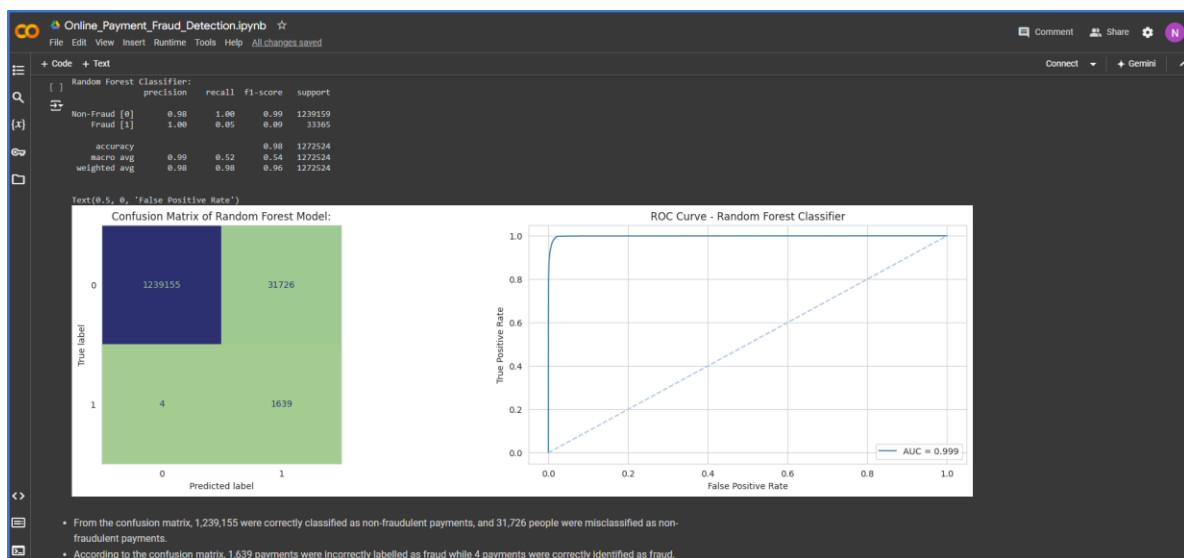 Online_Payment_Fraud_Detection.ipynb
File Edit View Insert Runtime Tools Help All changes saved
Comment Share N
+ Code + Text
Connect Gemini
[ ] Random Forest Classifier:
precision recall f1-score support
Non-Fraud [0] 0.98 1.00 0.99 1239159
Fraud [1] 1.00 0.05 0.09 33365
accuracy 0.98 1272524
macro avg 0.99 0.52 0.54 1272524
weighted avg 0.98 0.98 0.96 1272524
Text(0.5, 0, 'False Positive Rate')
Confusion Matrix of Random Forest Model:
True label
0
1239155 31726
1
4 1639
0 1
Predicted label
ROC Curve - Random Forest Classifier
True Positive Rate
1.0
0.8
0.6
0.4
0.2
0.0
AUC = 0.999
0.0 0.2 0.4 0.6 0.8 1.0
False Positive Rate
• From the confusion matrix, 1,239,155 were correctly classified as non-fraudulent payments, and 31,726 people were misclassified as non-
fraudulent payments.
• According to the confusion matrix, 1,639 payments were incorrectly labelled as fraud while 4 payments were correctly identified as fraud.